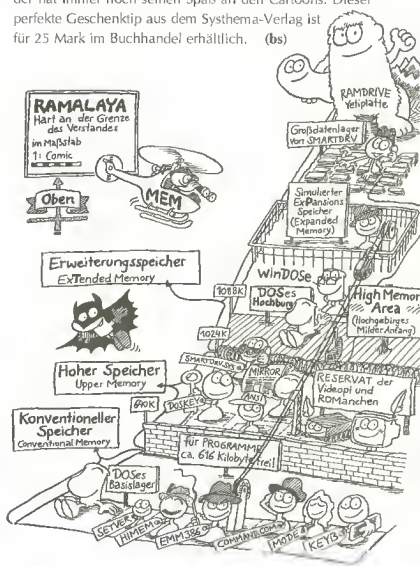 der hat immer noch seinen Spaß an den Cartoons. Dieser
perfekte Geschenktip aus dem Systhema-Verlag ist
für 25 Mark im Buchhandel erhältlich. (bs)
RAMALAYA
Hart an der Grenze
des Verstandes
im Maßstab
1: Comic
Oben
MEM
RAMDRIVE
Yetiplatte
Großdatenlager
von SMARTDRV
Simulierter
ExPansions
Speicher
(Expanded
Memory)
Erweiterungsspeicher
ExTended Memory
1088K
WinDOSe
DOSes
Hochburg
High Memory
Area
(Hochgebirges
Milder Anfang)
1024K
Hoher Speicher
Upper Memory
640K
SMARTDRV.SYS
MIRROR
DOSKEY
ANSI
RESERVAT der
Videopi und
ROManchen
Konventioneller
Speicher
Conventional Memory
für PROGRAMME
ca. 616 Kilobyte frei!
DOSes
Basislager
SETVER
HIMEM
EMM386
COMMAND.COM
MODE
KEYB